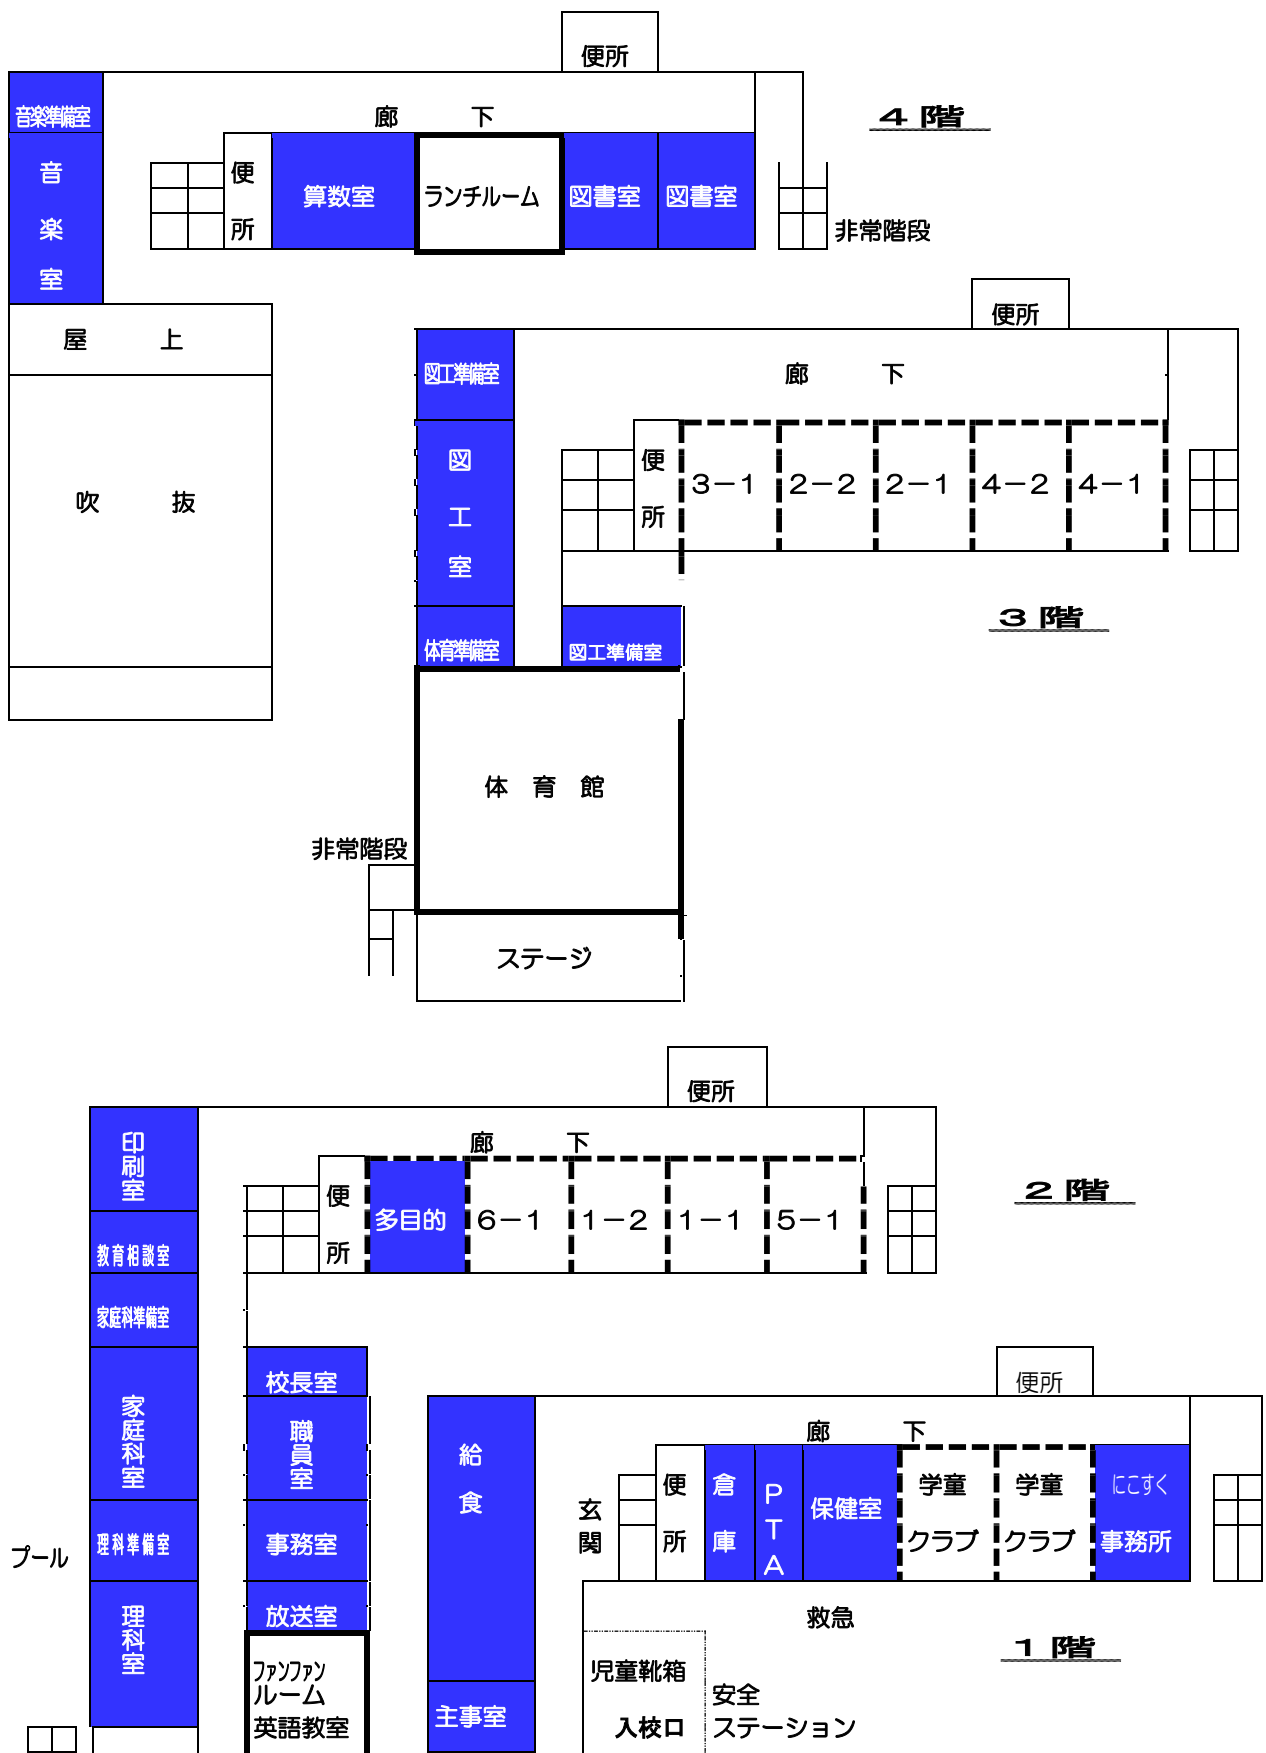 便所
音楽準備室
廊　下
4階
音楽室
便所
算数室
ランチルーム
図書室
図書室
非常階段
屋　上
吹　抜
便所
図工準備室
廊　下
図工室
便所
3－1
2－2
2－1
4－2
4－1
3階
体育準備室
図工準備室
体 育 館
非常階段
ステージ
便所
印刷室
廊　下
2階
便所
多目的
6－1
1－2
1－1
5－1
教育相談室
家庭科準備室
校長室
家庭科室
職員室
理科準備室
事務室
プール
理科室
放送室
ファンファン
ルーム
英語教室
便所
給食
廊　下
玄関
便所
倉庫
PTA
保健室
学童
クラブ
学童
クラブ
にこすく
事務所
救急
1階
児童靴箱
入校口
安全
ステーション
主事室